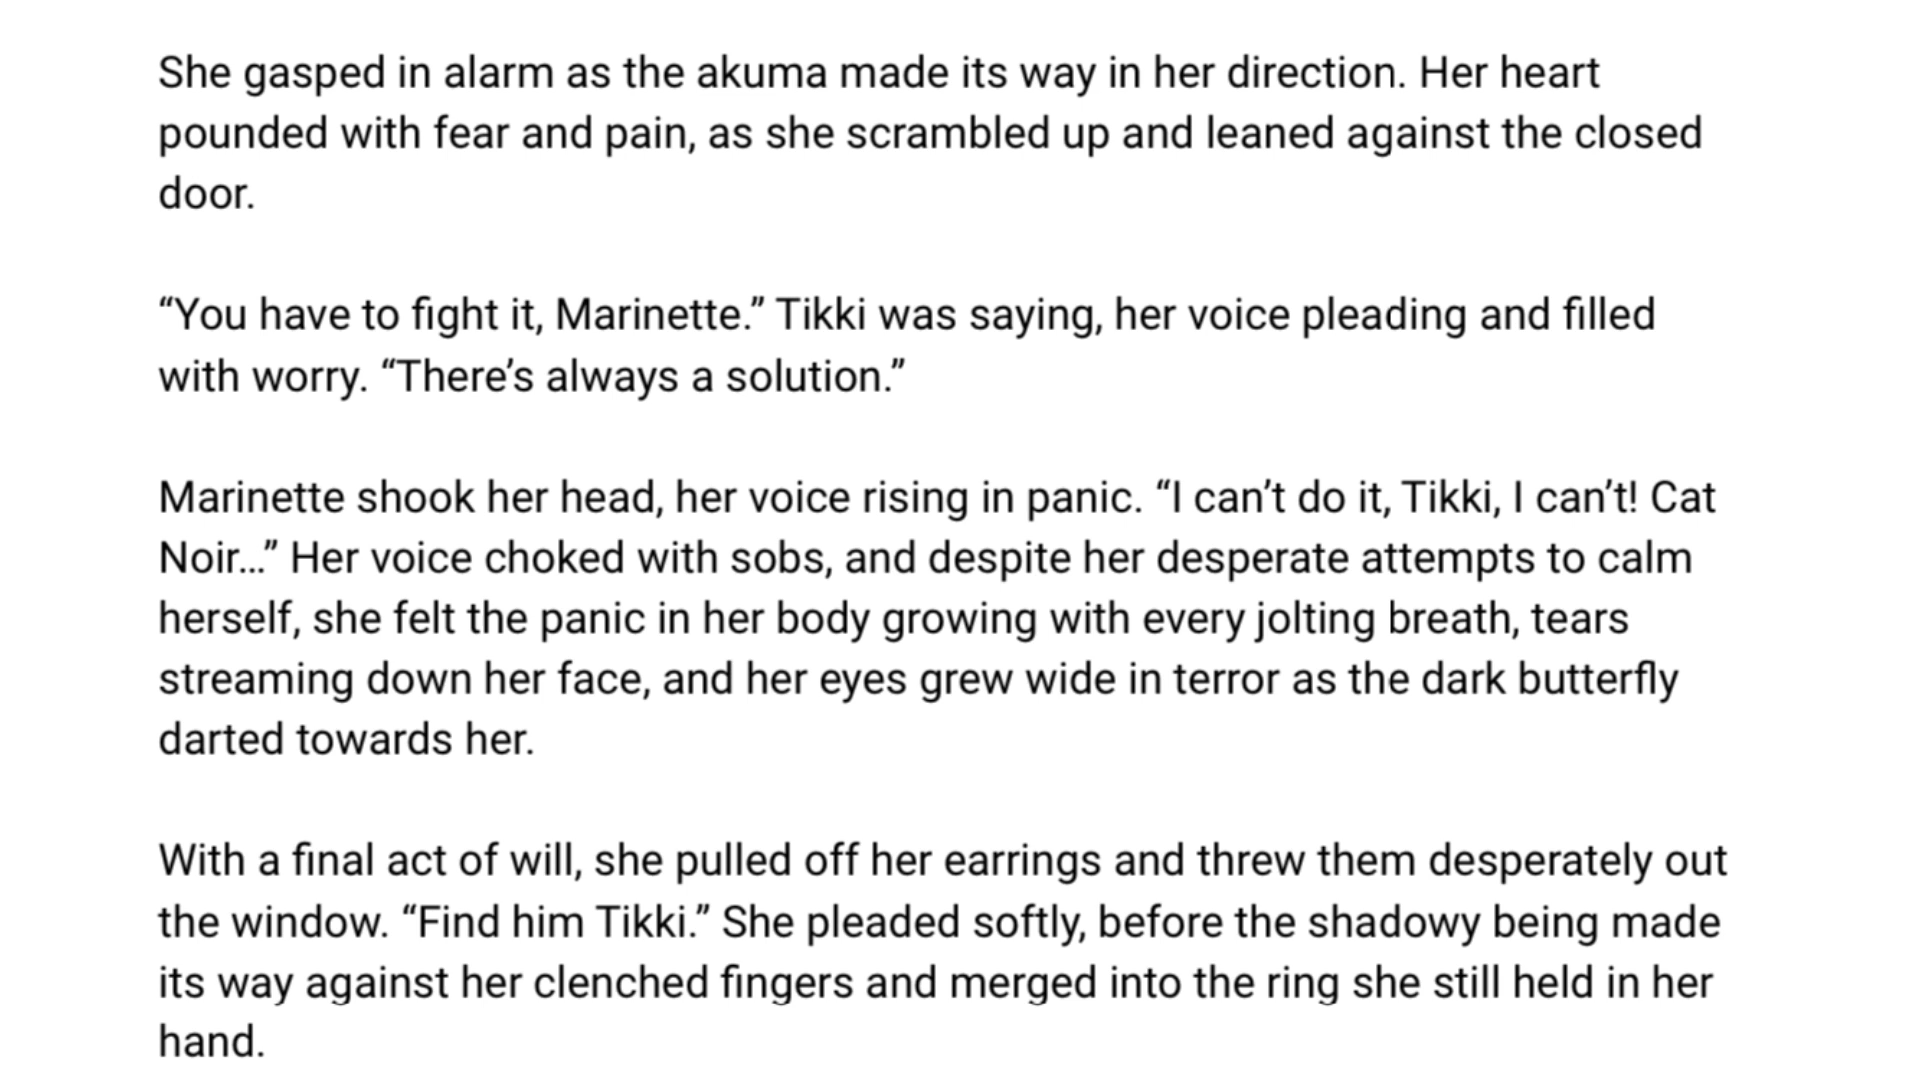 She gasped in alarm as the akuma made its way in her direction. Her heart
pounded with fear and pain, as she scrambled up and leaned against the closed
door.
“You have to fight it, Marinette.” Tikki was saying, her voice pleading and filled
with worry. “There’s always a solution.”
Marinette shook her head, her voice rising in panic. “I can’t do it, Tikki, I can’t! Cat
Noir…” Her voice choked with sobs, and despite her desperate attempts to calm
herself, she felt the panic in her body growing with every jolting breath, tears
streaming down her face, and her eyes grew wide in terror as the dark butterfly
darted towards her.
With a final act of will, she pulled off her earrings and threw them desperately out
the window. “Find him Tikki.” She pleaded softly, before the shadowy being made
its way against her clenched fingers and merged into the ring she still held in her
hand.